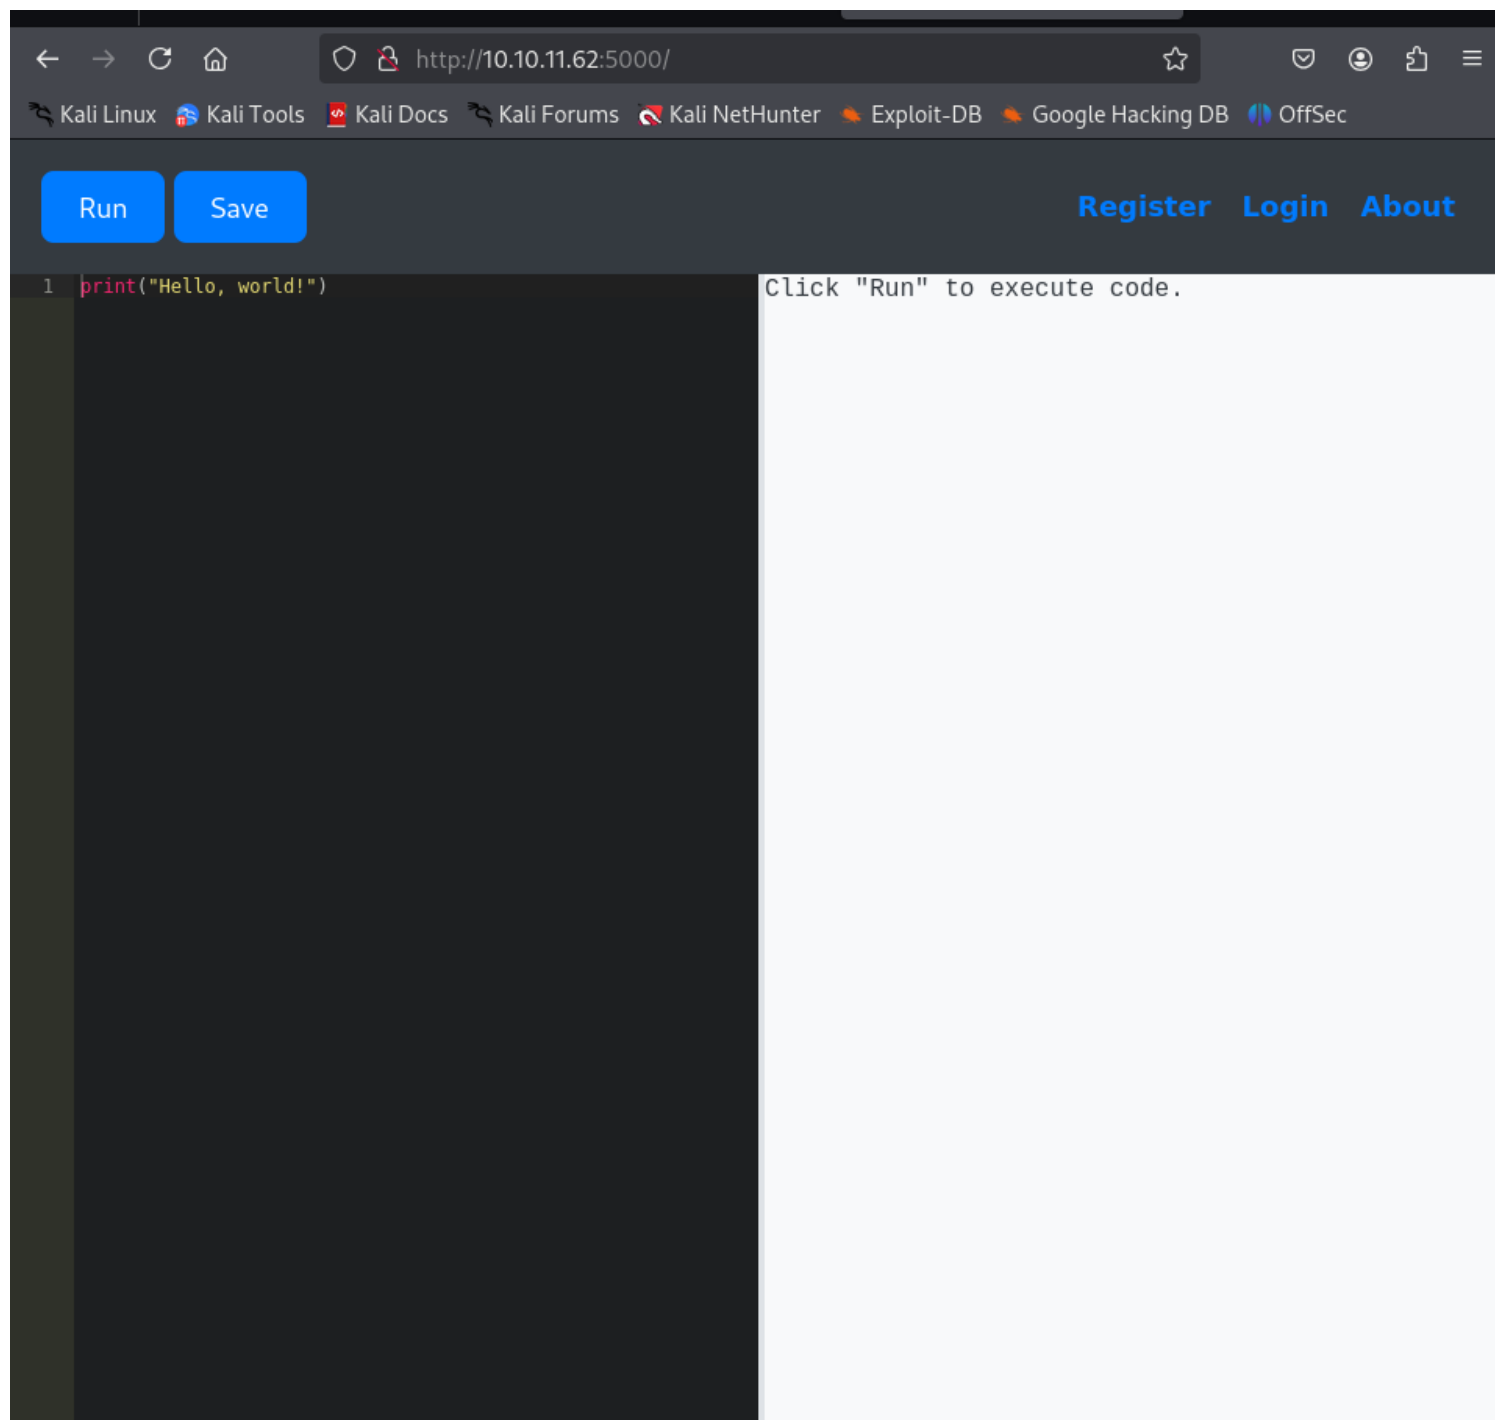 http://10.10.11.62:5000/
Kali Linux Kali Tools Kali Docs Kali Forums Kali NetHunter Exploit-DB Google Hacking DB OffSec
Run Save Register Login About
1 print("Hello, world!")
Click "Run" to execute code.